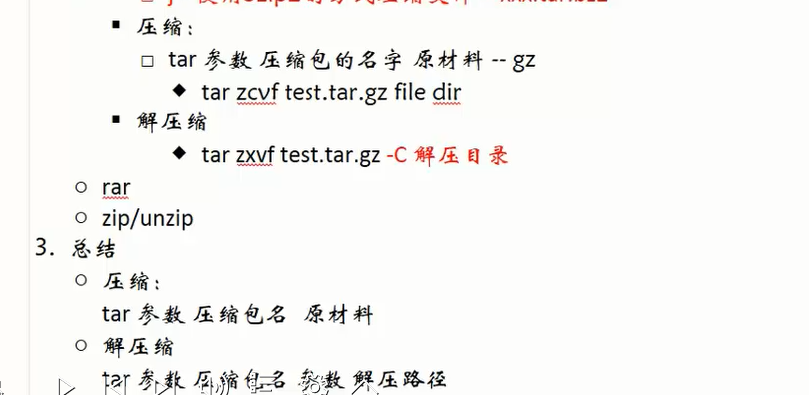 压缩：
tar 参数 压缩包的名字 原材料 -- gz
tar zcvf test.tar.gz file dir
解压缩
tar zxvf test.tar.gz -C 解压目录
rar
zip/unzip
3. 总结
压缩：
tar 参数 压缩包名 原材料
解压缩
tar 参数 压缩包名 参数 解压路径